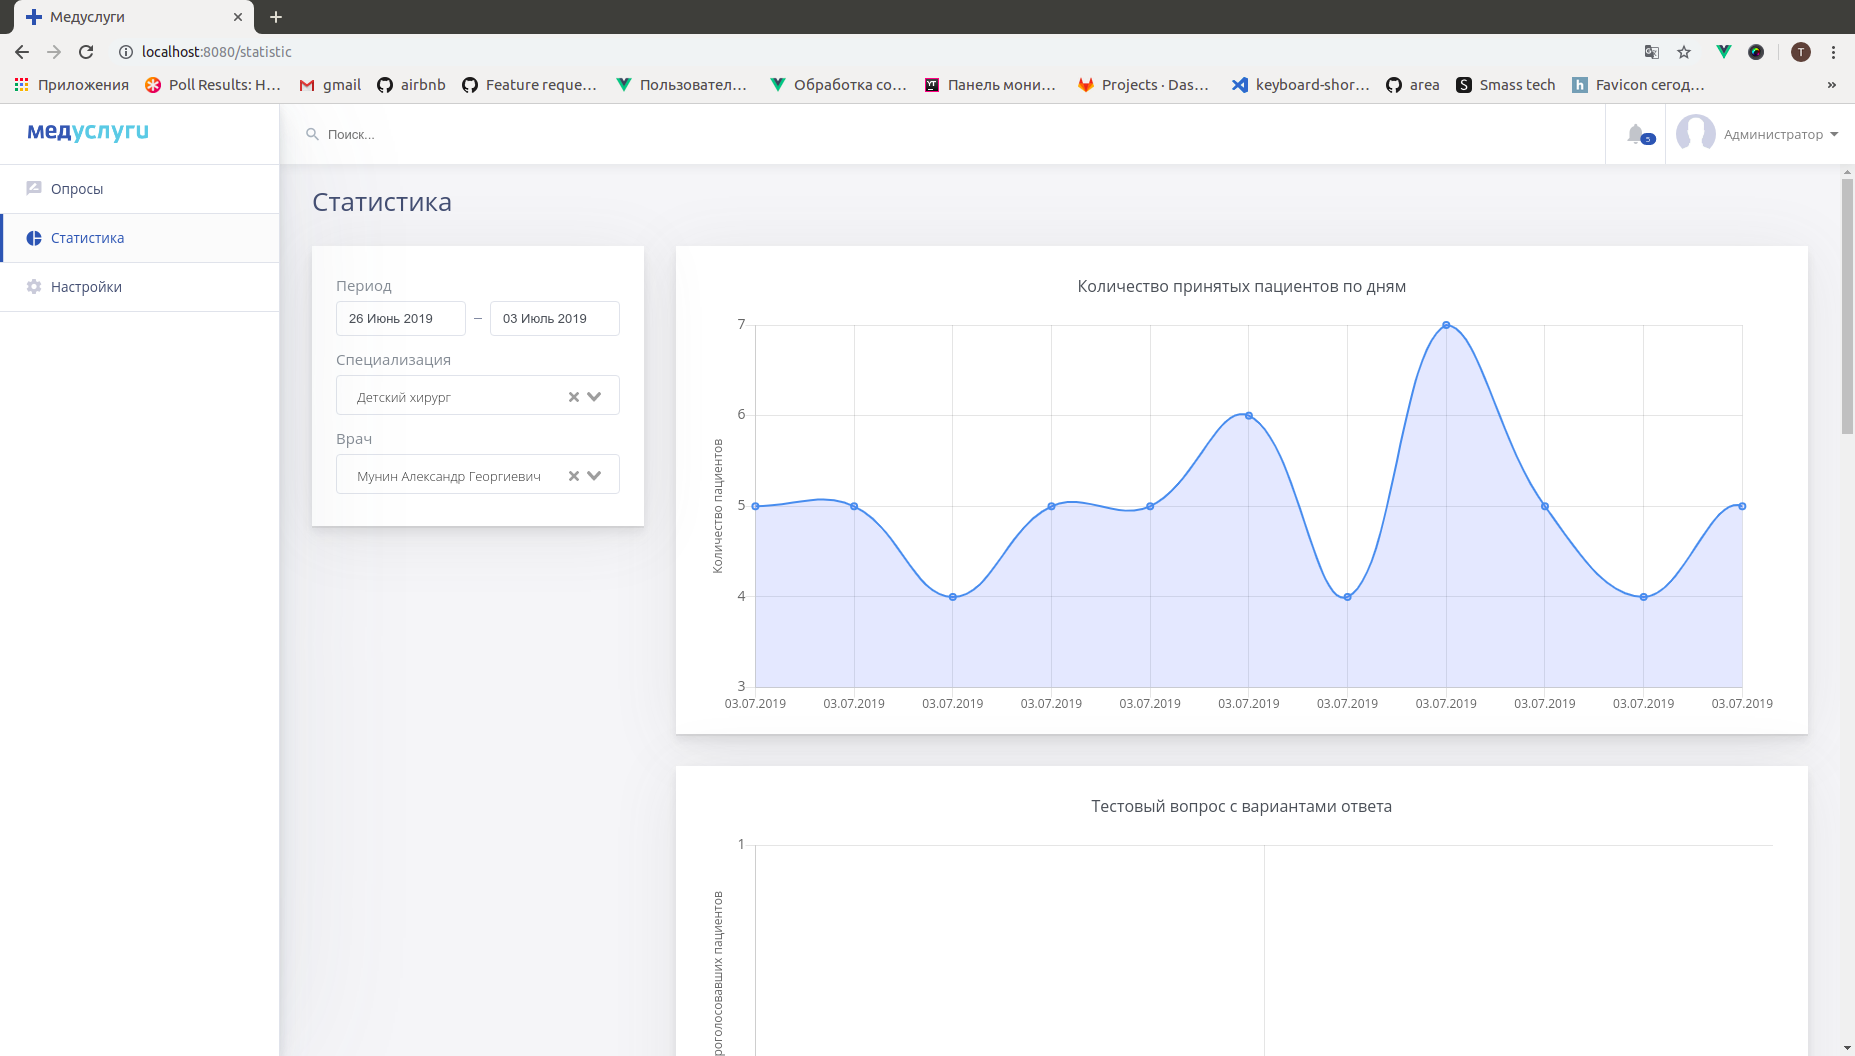 Медуслуги
localhost:8080/statistic
T
Приложения
Poll Results: H...
gmail
airbnb
Feature reque...
Пользовател...
Обработка со...
Панель мони...
Projects · Das...
keyboard-shor...
area
Smass tech
Favicon сегод...
»
медуслуги
Поиск...
5
Администратор
Опросы
Статистика
Настройки
Статистика
Период
26 Июнь 2019 – 03 Июль 2019
Специализация
Детский хирург
Врач
Мунин Александр Георгиевич
Количество принятых пациентов по дням
Количество пациентов
7
6
5
4
3
03.07.2019 03.07.2019 03.07.2019 03.07.2019 03.07.2019 03.07.2019 03.07.2019 03.07.2019 03.07.2019 03.07.2019 03.07.2019
Тестовый вопрос с вариантами ответа
1
роголосовавших пациентов